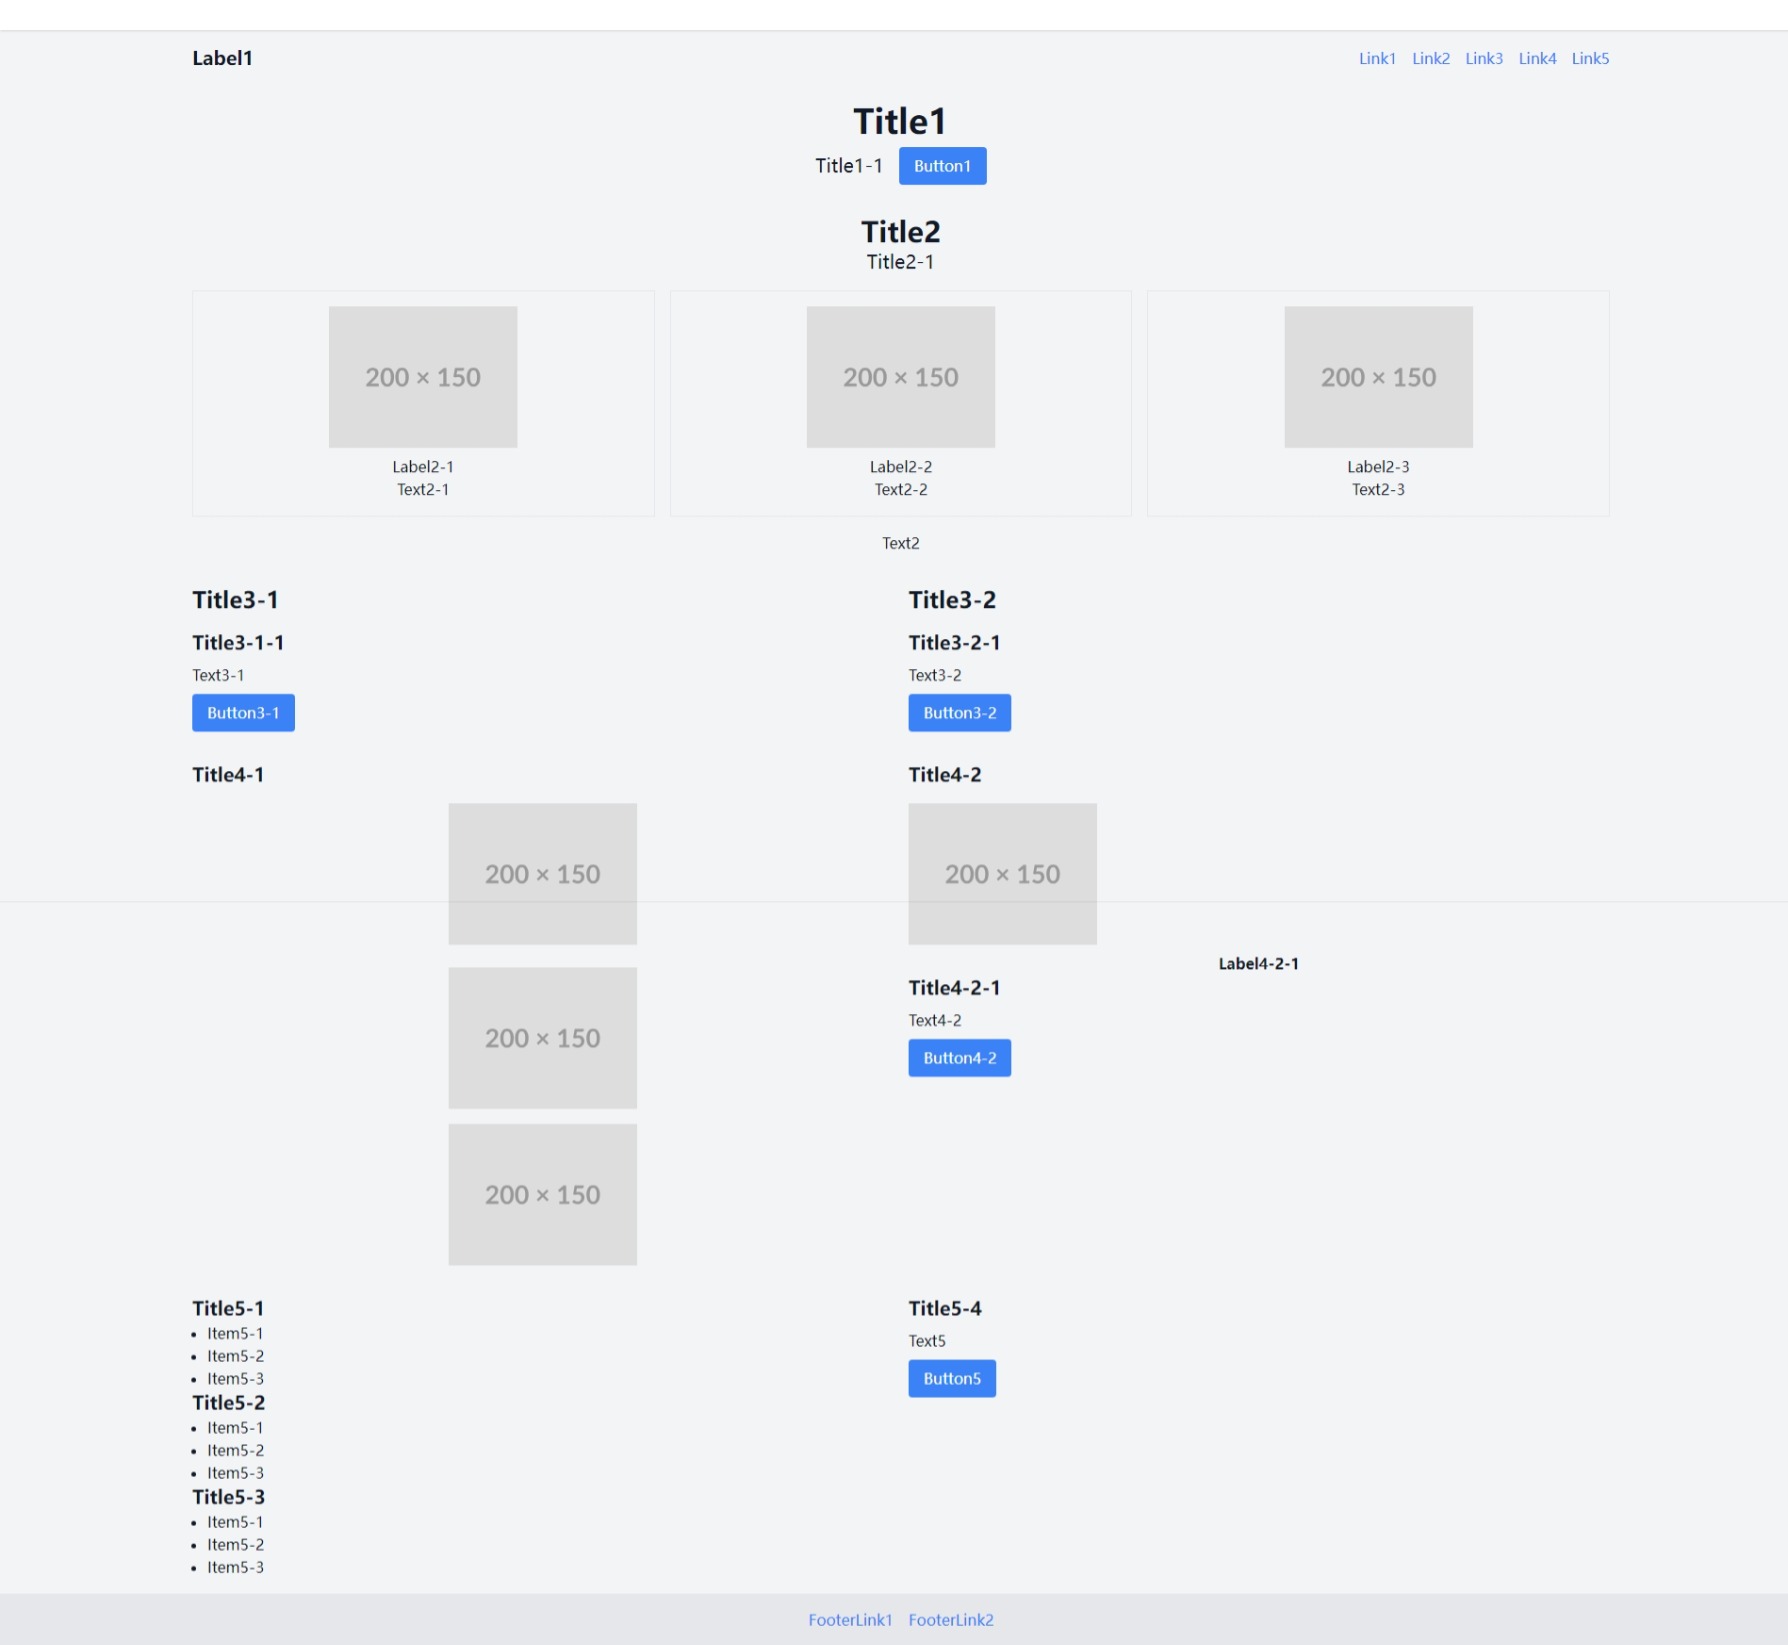 Label1
Link1 Link2 Link3 Link4 Link5
Title1
Title1-1 Button1
Title2
Title2-1
200 × 150
Label2-1
Text2-1
200 × 150
Label2-2
Text2-2
200 × 150
Label2-3
Text2-3
Text2
Title3-1
Title3-1-1
Text3-1
Button3-1
Title3-2
Title3-2-1
Text3-2
Button3-2
Title4-1
200 × 150
200 × 150
200 × 150
Title4-2
200 × 150
Label4-2-1
Title4-2-1
Text4-2
Button4-2
Title5-1
• Item5-1
• Item5-2
• Item5-3
Title5-2
• Item5-1
• Item5-2
• Item5-3
Title5-3
• Item5-1
• Item5-2
• Item5-3
Title5-4
Text5
Button5
FooterLink1 FooterLink2